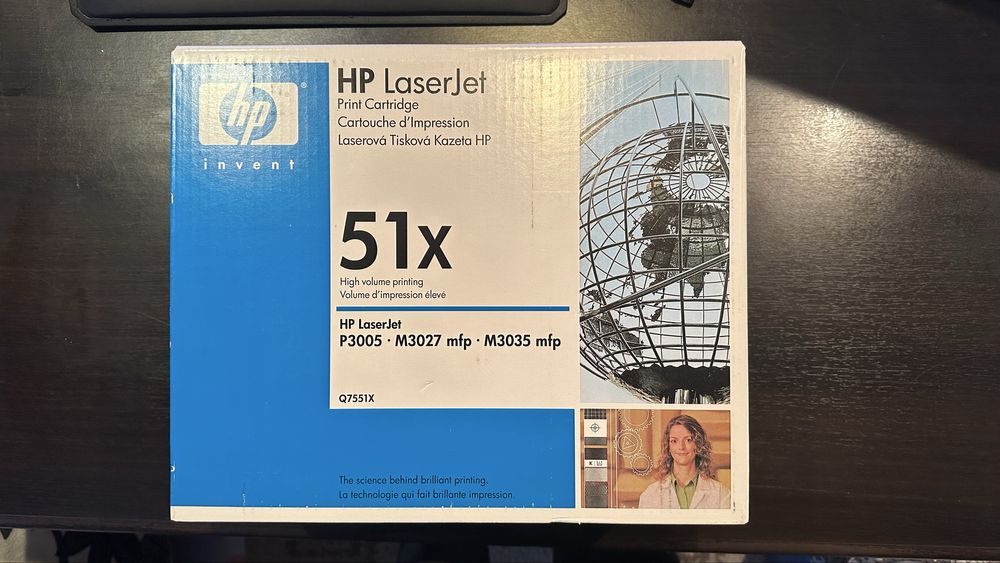 hp
®
invent
HP LaserJet
Print Cartridge
Cartouche d'Impression
Laserová Tisková Kazeta HP
51x
High volume printing
Volume d'impression élevé
HP LaserJet
P3005 · M3027 mfp · M3035 mfp
Q7551X
The science behind brilliant printing.
La technologie qui fait brillante impression.